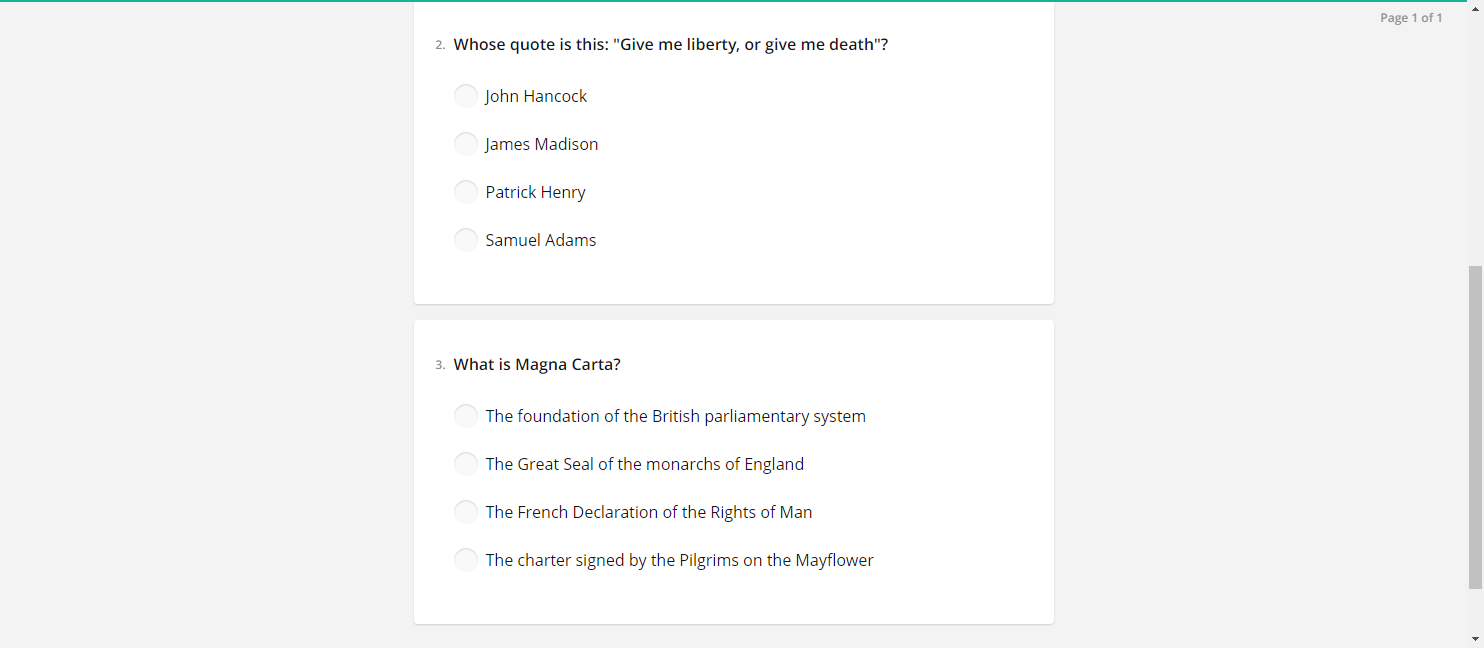 Page 1 of 1
2. Whose quote is this: "Give me liberty, or give me death"?
John Hancock
James Madison
Patrick Henry
Samuel Adams
3. What is Magna Carta?
The foundation of the British parliamentary system
The Great Seal of the monarchs of England
The French Declaration of the Rights of Man
The charter signed by the Pilgrims on the Mayflower